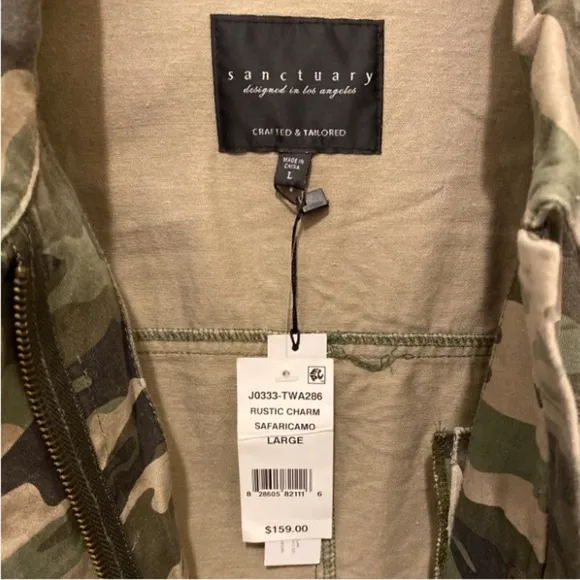 sanctuary
designed in los angeles
CRAFTED & TAILORED
MADE IN
CHINA
L
J0333-TWA286
RUSTIC CHARM
SAFARICAMO
LARGE
8 28605 82111 6
$159.00